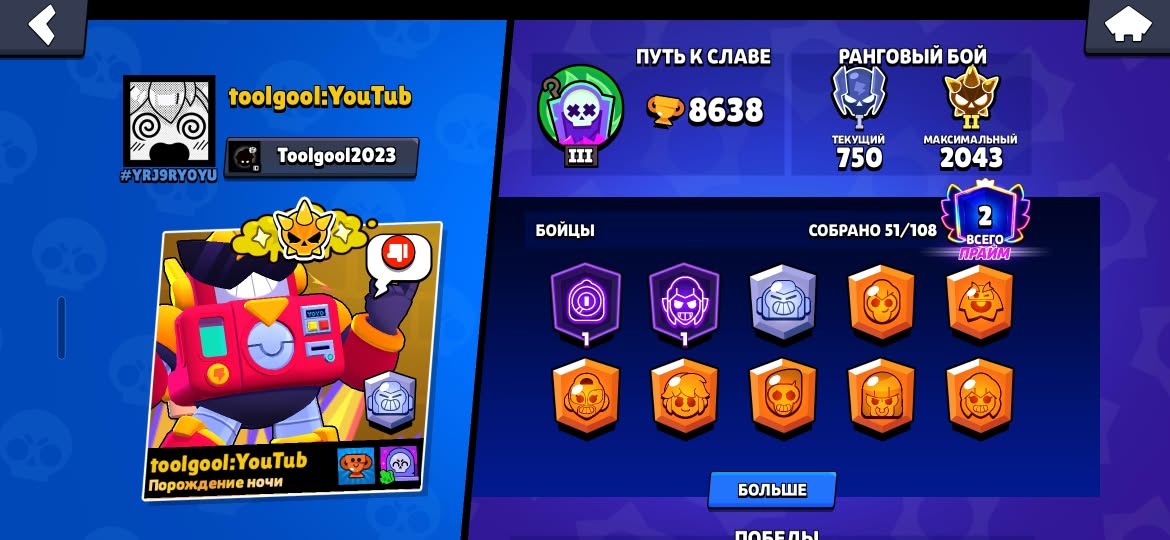 toolgool:YouTub
#YRJ9RYOYU
Toolgool2023
toolgool:YouTub
Порождение ночи
ПУТЬ К СЛАВЕ
III
8638
РАНГОВЫЙ БОЙ
I
ТЕКУЩИЙ
750
II
МАКСИМАЛЬНЫЙ
2043
БОЙЦЫ
СОБРАНО 51/108
2
ВСЕГО
ПРАЙМ
1
1
БОЛЬШЕ
ПОБЕДЫ